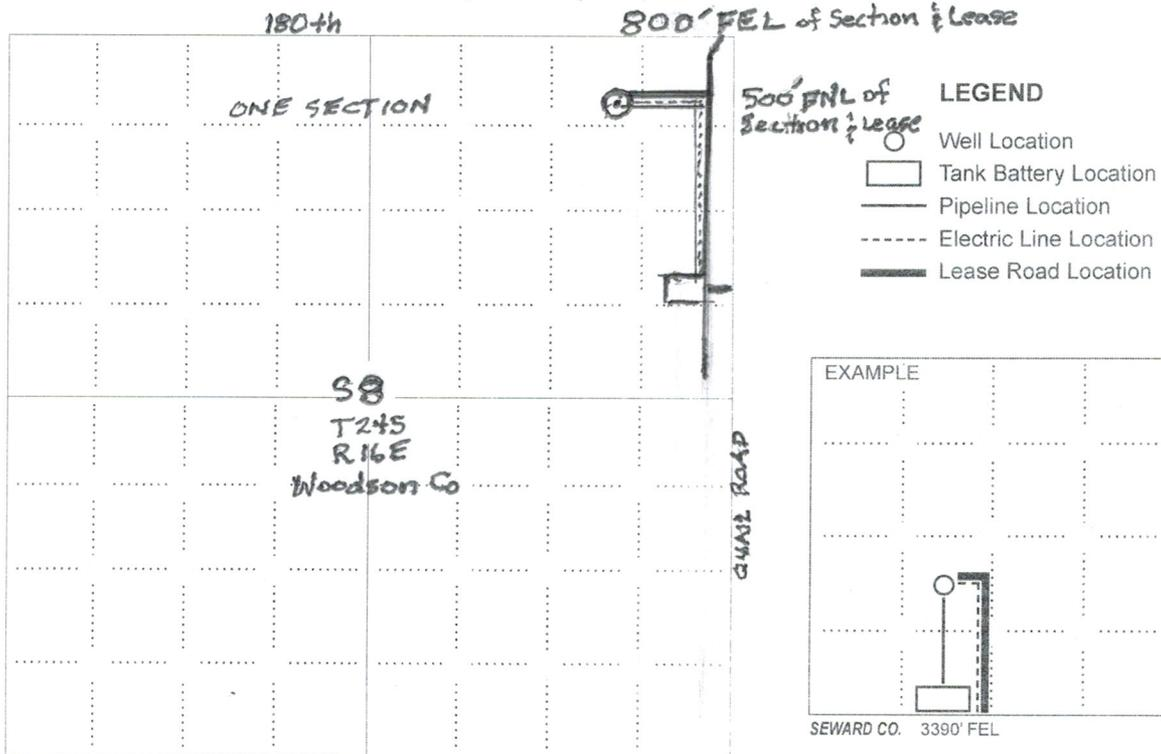 180th
800' FEL of Section & Lease
ONE SECTION
500' FNL of
Section & Lease
LEGEND
Well Location
Tank Battery Location
Pipeline Location
Electric Line Location
Lease Road Location
S8
T24S
R16E
Woodson Co
QUAIL ROAD
EXAMPLE
SEWARD CO. 3390' FEL